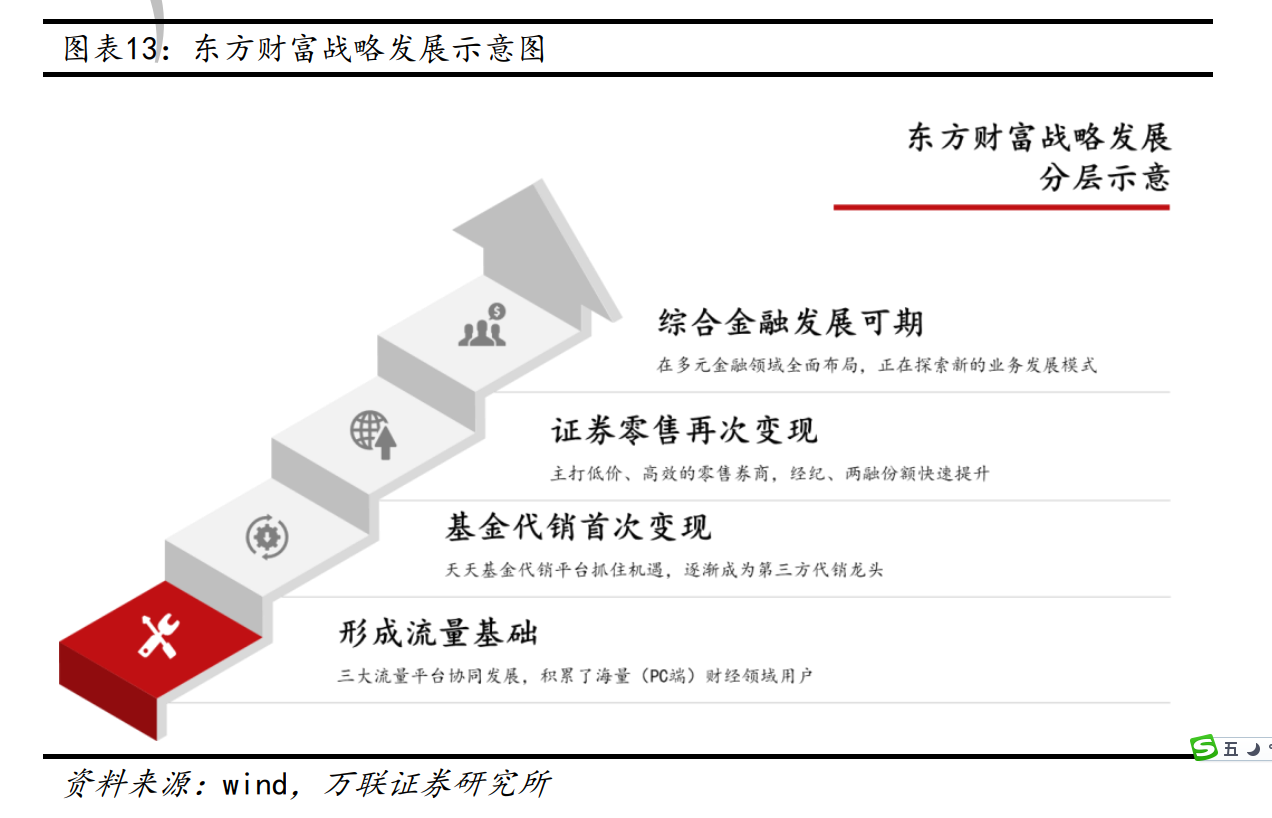 图表13：东方财富战略发展示意图
东方财富战略发展
分层示意
综合金融发展可期
在多元金融领域全面布局，正在探索新的业务发展模式
证券零售再次变现
主打低价、高效的零售券商，经纪、两融份额快速提升
基金代销首次变现
天天基金代销平台抓住机遇，逐渐成为第三方代销龙头
形成流量基础
三大流量平台协同发展，积累了海量（PC端）财经领域用户
资料来源：wind，万联证券研究所
S 五